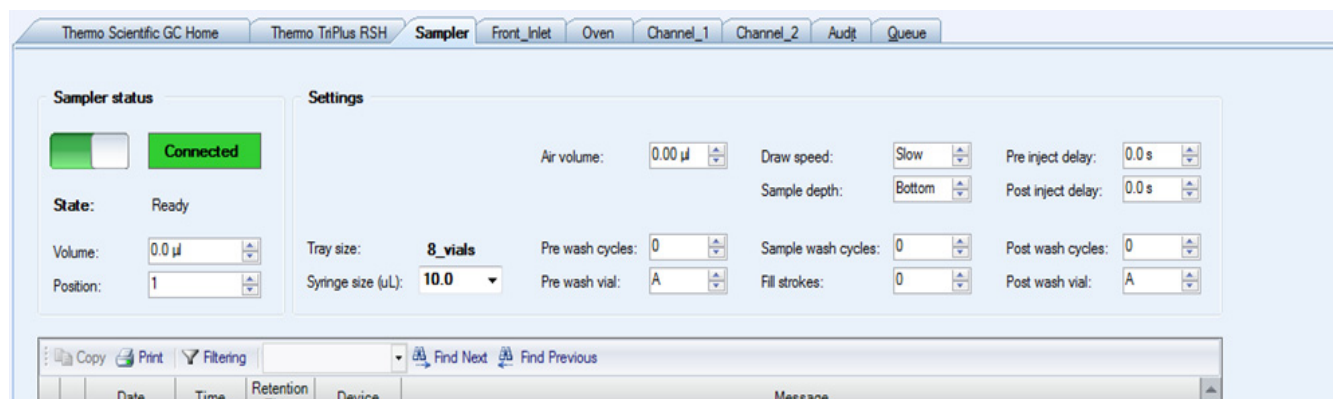 Thermo Scientific GC Home Thermo TriPlus RSH Sampler Front_Inlet Oven Channel_1 Channel_2 Audit Queue
Sampler status Settings
Connected Air volume: 0.00 µl Draw speed: Slow Pre inject delay: 0.0 s
Sample depth: Bottom Post inject delay: 0.0 s
State: Ready
Volume: 0.0 µl Tray size: 8_vials Pre wash cycles: 0 Sample wash cycles: 0 Post wash cycles: 0
Position: 1 Syringe size (uL): 10.0 Pre wash vial: A Fill strokes: 0 Post wash vial: A
Copy Print Filtering Find Next Find Previous
Date Time Retention Device Message